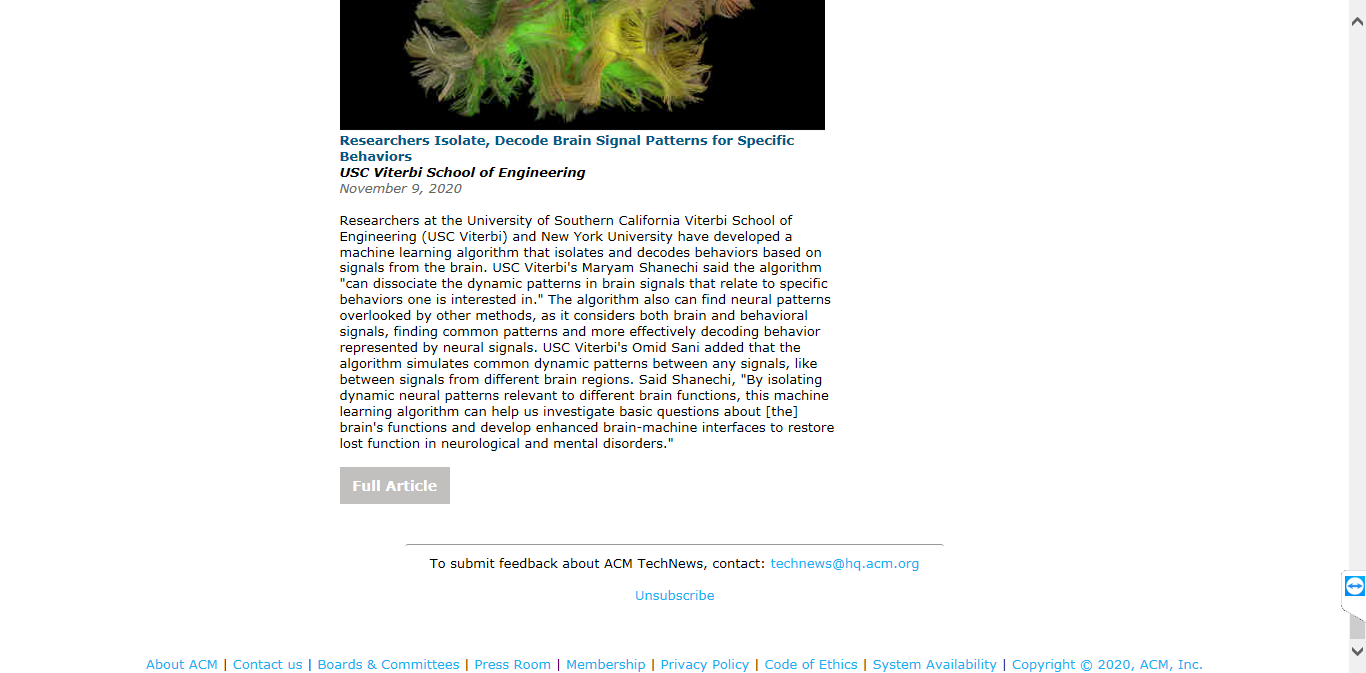 Researchers Isolate, Decode Brain Signal Patterns for Specific
Behaviors
USC Viterbi School of Engineering
November 9, 2020
Researchers at the University of Southern California Viterbi School of
Engineering (USC Viterbi) and New York University have developed a
machine learning algorithm that isolates and decodes behaviors based on
signals from the brain. USC Viterbi's Maryam Shanechi said the algorithm
"can dissociate the dynamic patterns in brain signals that relate to specific
behaviors one is interested in." The algorithm also can find neural patterns
overlooked by other methods, as it considers both brain and behavioral
signals, finding common patterns and more effectively decoding behavior
represented by neural signals. USC Viterbi's Omid Sani added that the
algorithm simulates common dynamic patterns between any signals, like
between signals from different brain regions. Said Shanechi, "By isolating
dynamic neural patterns relevant to different brain functions, this machine
learning algorithm can help us investigate basic questions about [the]
brain's functions and develop enhanced brain-machine interfaces to restore
lost function in neurological and mental disorders."
Full Article
To submit feedback about ACM TechNews, contact: technews@hq.acm.org
Unsubscribe
About ACM | Contact us | Boards & Committees | Press Room | Membership | Privacy Policy | Code of Ethics | System Availability | Copyright © 2020, ACM, Inc.